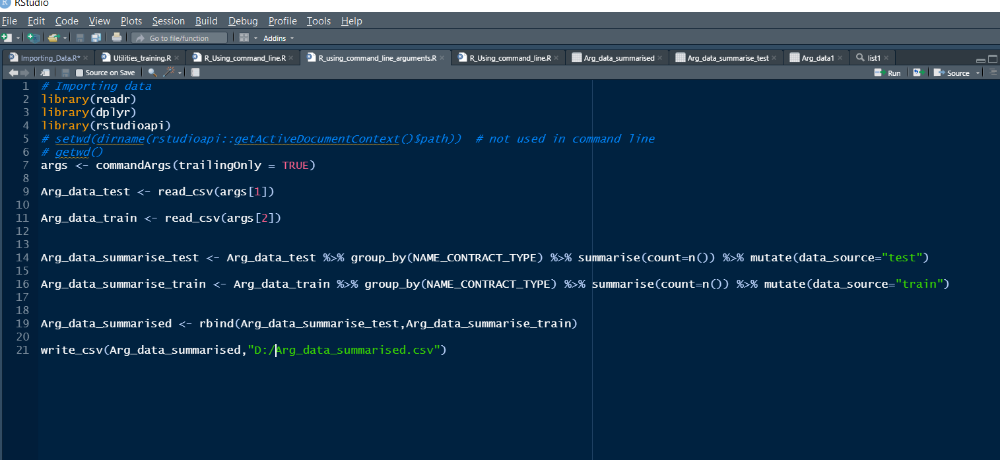 RStudio
File Edit Code View Plots Session Build Debug Profile Tools Help
Go to file/function Addins
Importing_Data.R* Utilities_training.R R_Using_command_line.R R_using_command_line_arguments.R R_Using_command_line.R Arg_data_summarised Arg_data_summarise_test Arg_data1 list1
Source on Save Run Source
1 # Importing data
2 library(readr)
3 library(dplyr)
4 library(rstudioapi)
5 # setwd(dirname(rstudioapi::getActiveDocumentContext()$path))  # not used in command line
6 # getwd()
7 args <- commandArgs(trailingOnly = TRUE)
8
9 Arg_data_test <- read_csv(args[1])
10
11 Arg_data_train <- read_csv(args[2])
12
13
14 Arg_data_summarise_test <- Arg_data_test %>% group_by(NAME_CONTRACT_TYPE) %>% summarise(count=n()) %>% mutate(data_source="test")
15
16 Arg_data_summarise_train <- Arg_data_train %>% group_by(NAME_CONTRACT_TYPE) %>% summarise(count=n()) %>% mutate(data_source="train")
17
18
19 Arg_data_summarised <- rbind(Arg_data_summarise_test,Arg_data_summarise_train)
20
21 write_csv(Arg_data_summarised,"D:/Arg_data_summarised.csv")